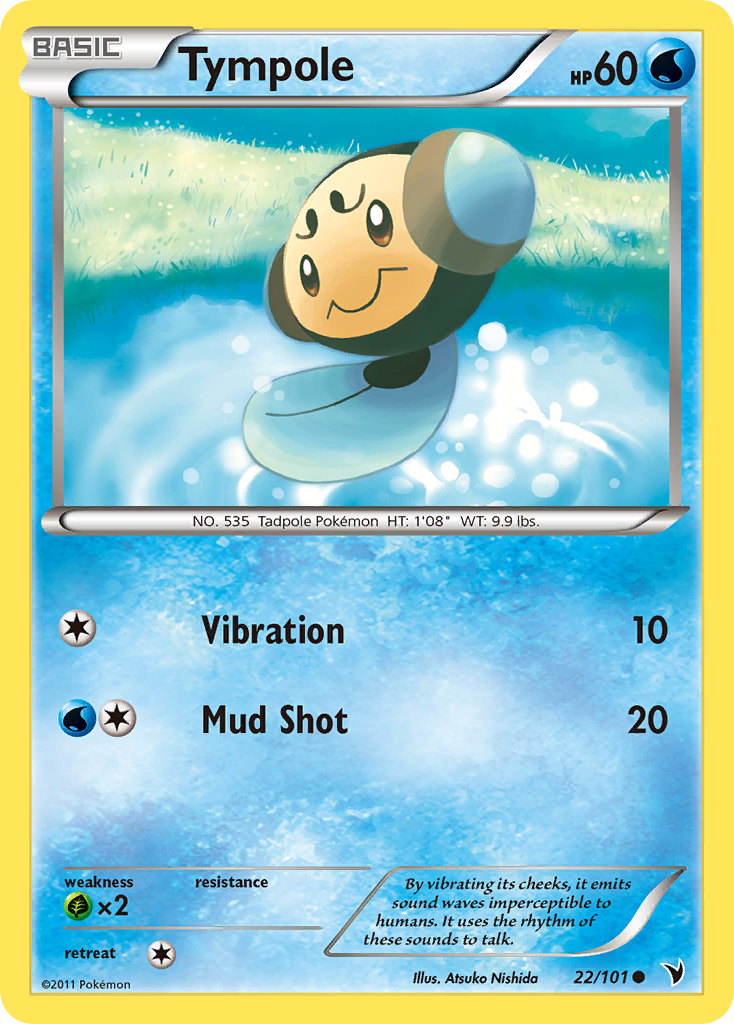 BASIC Tympole HP60
NO. 535 Tadpole Pokémon HT: 1'08" WT: 9.9 lbs.
Vibration 10
Mud Shot 20
weakness resistance
×2
retreat
By vibrating its cheeks, it emits
sound waves imperceptible to
humans. It uses the rhythm of
these sounds to talk.
©2011 Pokémon Illus. Atsuko Nishida 22/101